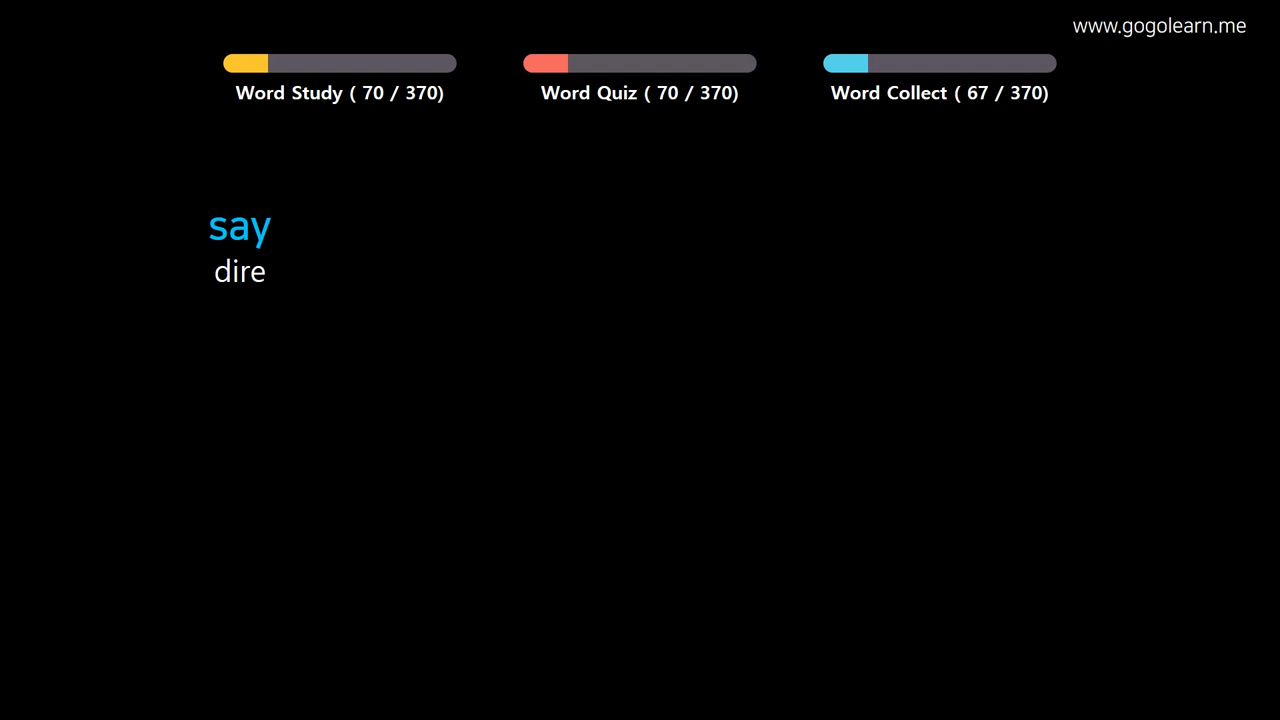 www.gogolearn.me
Word Study ( 70 / 370)
Word Quiz ( 70 / 370)
Word Collect ( 67 / 370)
say
dire